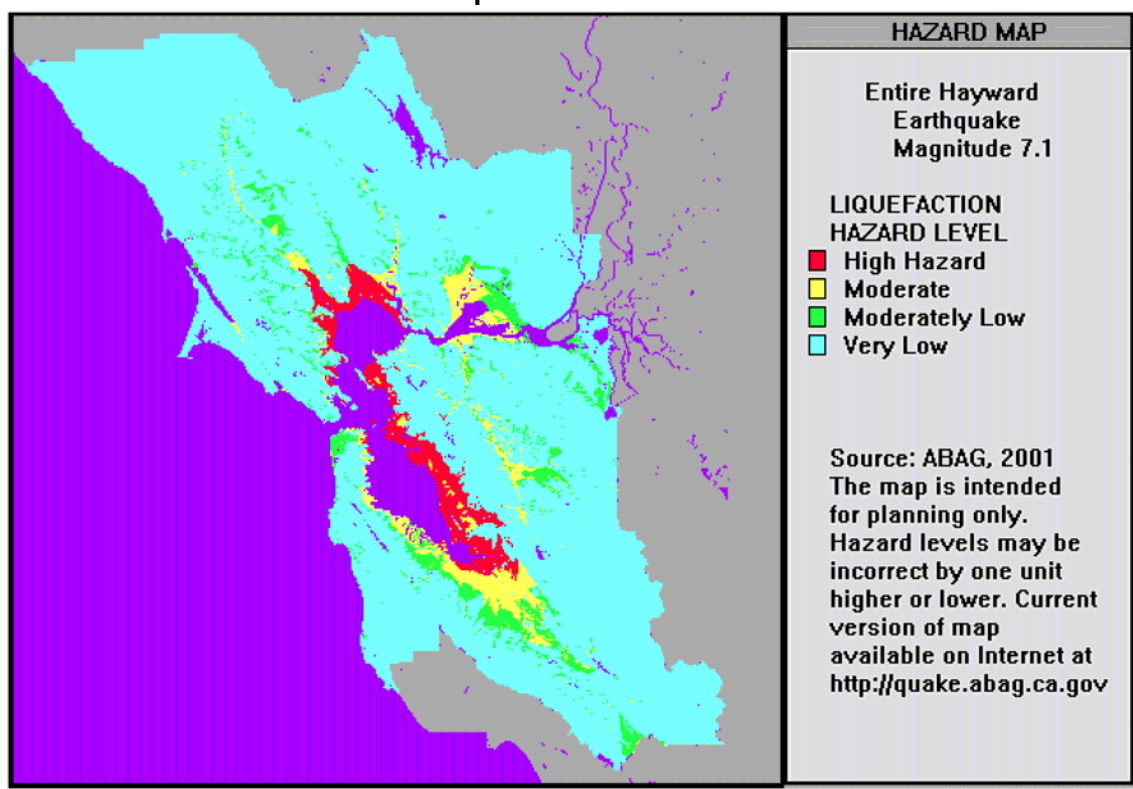 HAZARD MAP
Entire Hayward
Earthquake
Magnitude 7.1
LIQUEFACTION
HAZARD LEVEL
High Hazard
Moderate
Moderately Low
Very Low
Source: ABAG, 2001
The map is intended
for planning only.
Hazard levels may be
incorrect by one unit
higher or lower. Current
version of map
available on Internet at
http://quake.abag.ca.gov